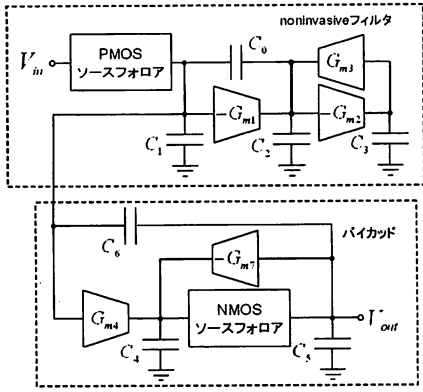 noninvasiveフィルタ
V_in
PMOS
ソースフォロア
C_0
G_m3
-G_m1
G_m2
C_1
C_2
C_3
バイカッド
C_6
-G_m7
G_m4
NMOS
ソースフォロア
C_4
C_5
V_out